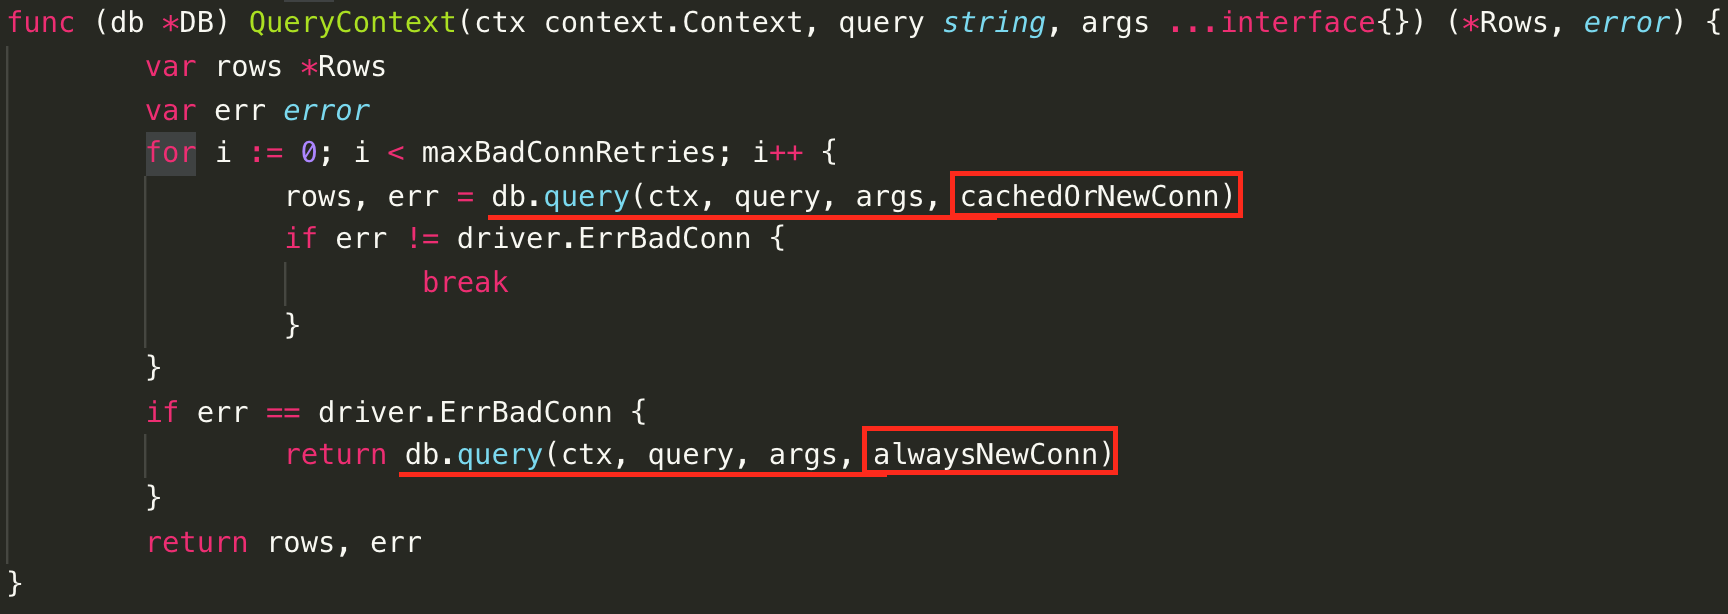 func (db *DB) QueryContext(ctx context.Context, query string, args ...interface{}) (*Rows, error) {
var rows *Rows
var err error
for i := 0; i < maxBadConnRetries; i++ {
rows, err = db.query(ctx, query, args, cachedOrNewConn)
if err != driver.ErrBadConn {
break
}
}
if err == driver.ErrBadConn {
return db.query(ctx, query, args, alwaysNewConn)
}
return rows, err
}